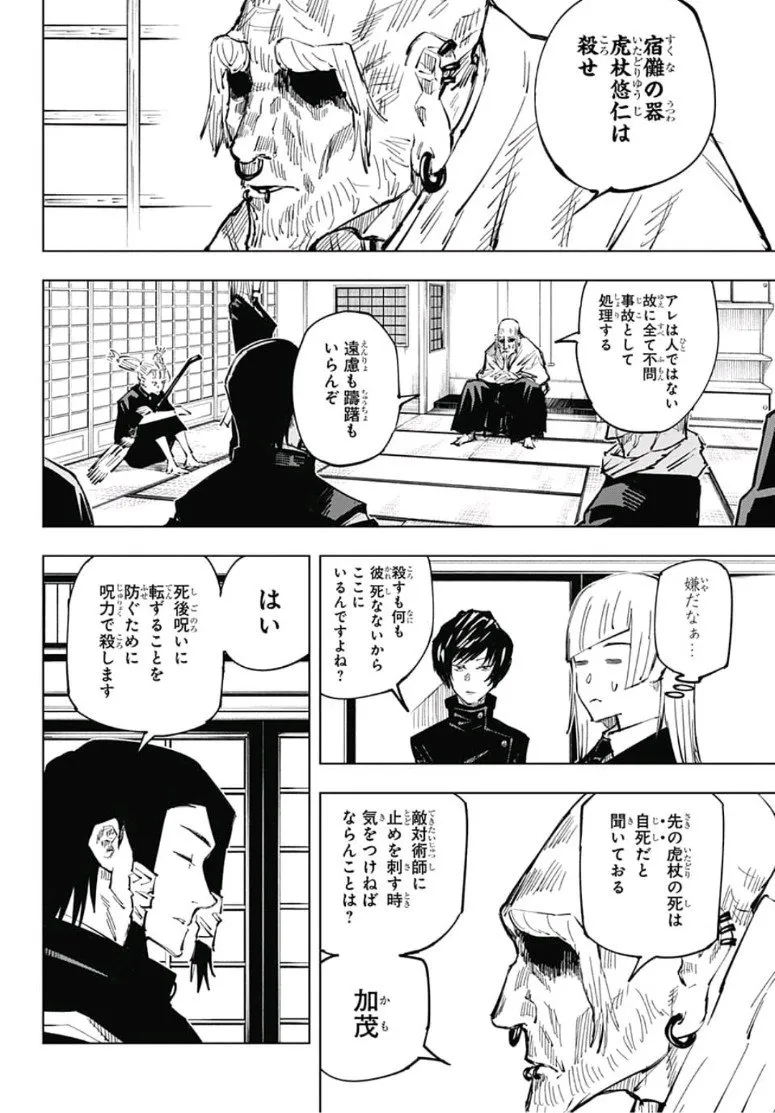 宿儺の器
虎杖悠仁は
殺せ
アレは人ではない
故に全て不問
事故として
処理する
遠慮も躊躇も
いらんぞ
嫌だなぁ…
殺すも何も
彼死なないから
ここに
いるんですよね?
先の虎杖の死は
自死だと
聞いておる
敵対術師に
止めを刺す時
気をつけねば
ならんことは?
加茂
はい
死後呪いに
転ずることを
防ぐために
呪力で殺します